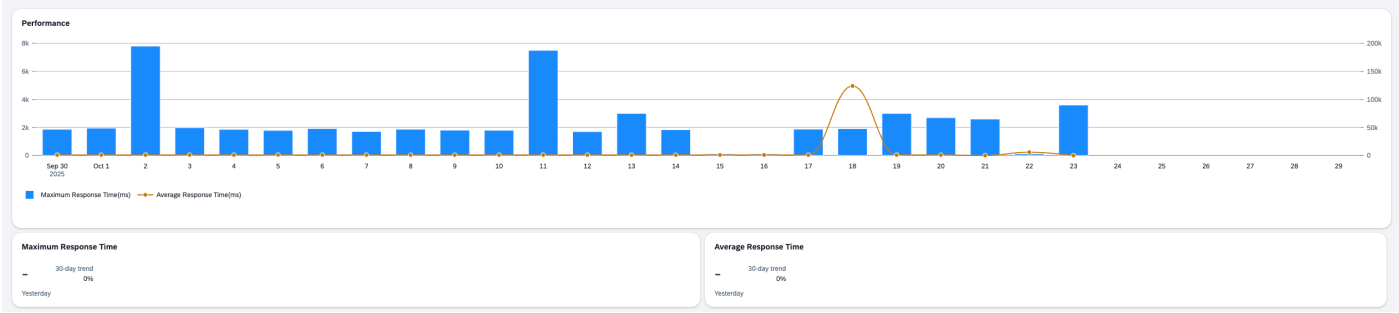 Performance
8k 200k
6k 150k
4k 100k
2k 50k
0 0
Sep 30 Oct 1 2 3 4 5 6 7 8 9 10 11 12 13 14 15 16 17 18 19 20 21 22 23 24 25 26 27 28 29
2025
Maximum Response Time(ms) Average Response Time(ms)
Maximum Response Time
30-day trend
–
0%
Yesterday
Average Response Time
30-day trend
–
0%
Yesterday